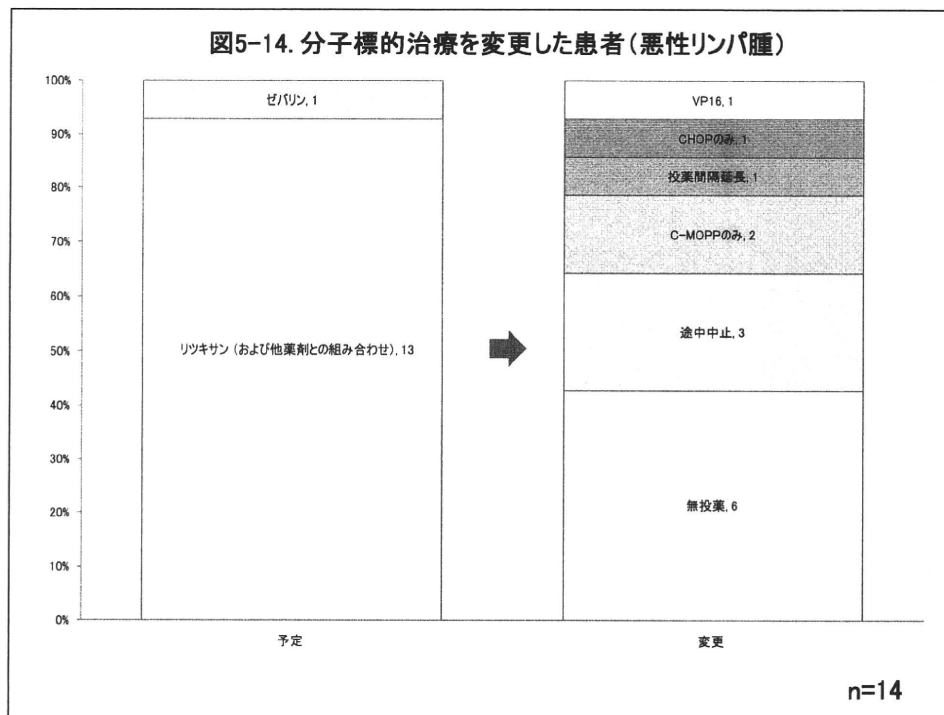 図5-14.分子標的治療を変更した患者(悪性リンパ腫)
100%
90%
80%
70%
60%
50%
40%
30%
20%
10%
0%
ゼバリン, 1
リツキサン (および他薬剤との組み合わせ), 13
予定
VP16, 1
CHOPのみ, 1
投薬間隔延長, 1
C-MOPPのみ, 2
途中中止, 3
無投薬, 6
変更
n=14